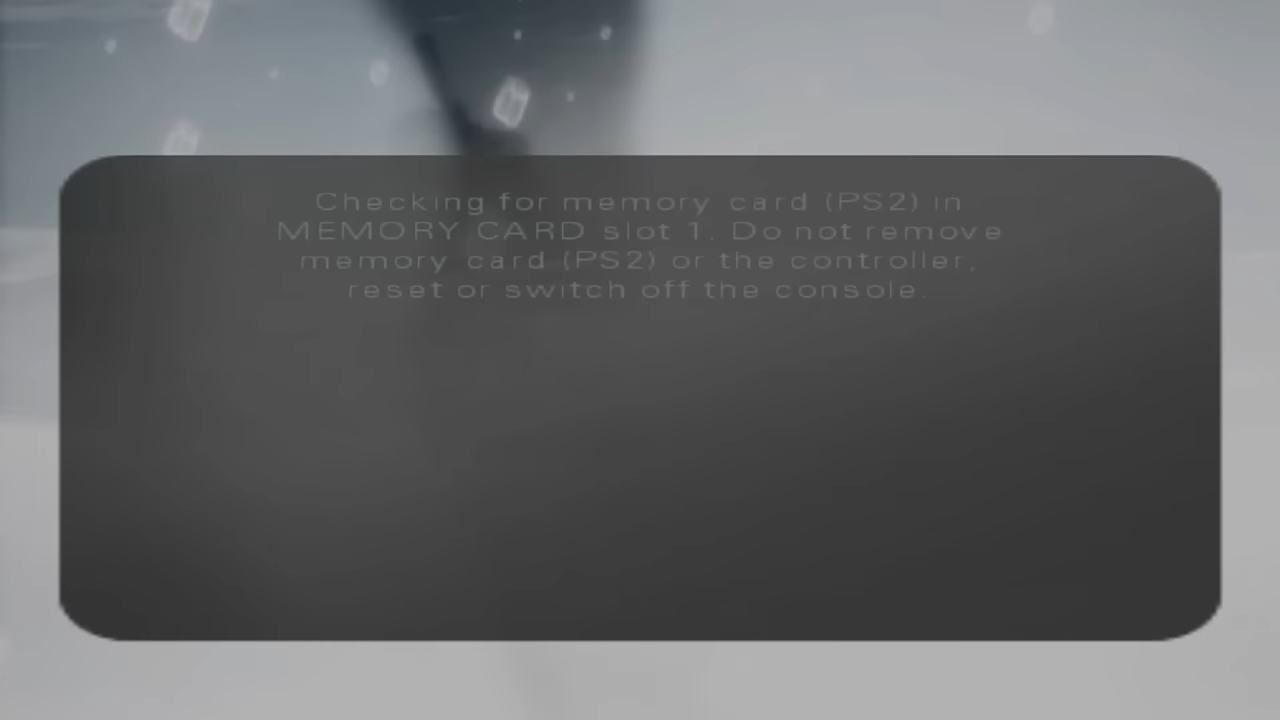 Checking for memory card (PS2) in
MEMORY CARD slot 1. Do not remove
memory card (PS2) or the controller,
reset or switch off the console.